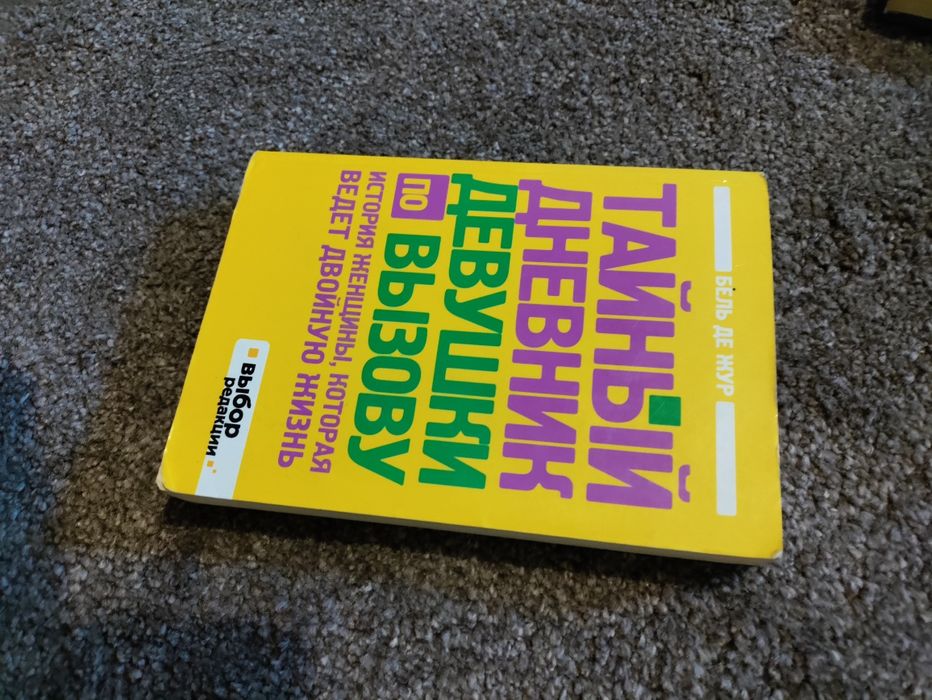 БЕЛЬ ДЕ ЖУР
ТАЙНЫЙ
ДНЕВНИК
ДЕВУШКИ
ПО ВЫЗОВУ
ИСТОРИЯ ЖЕНЩИНЫ, КОТОРАЯ
ВЕДЕТ ДВОЙНУЮ ЖИЗНЬ
выбор
редакции